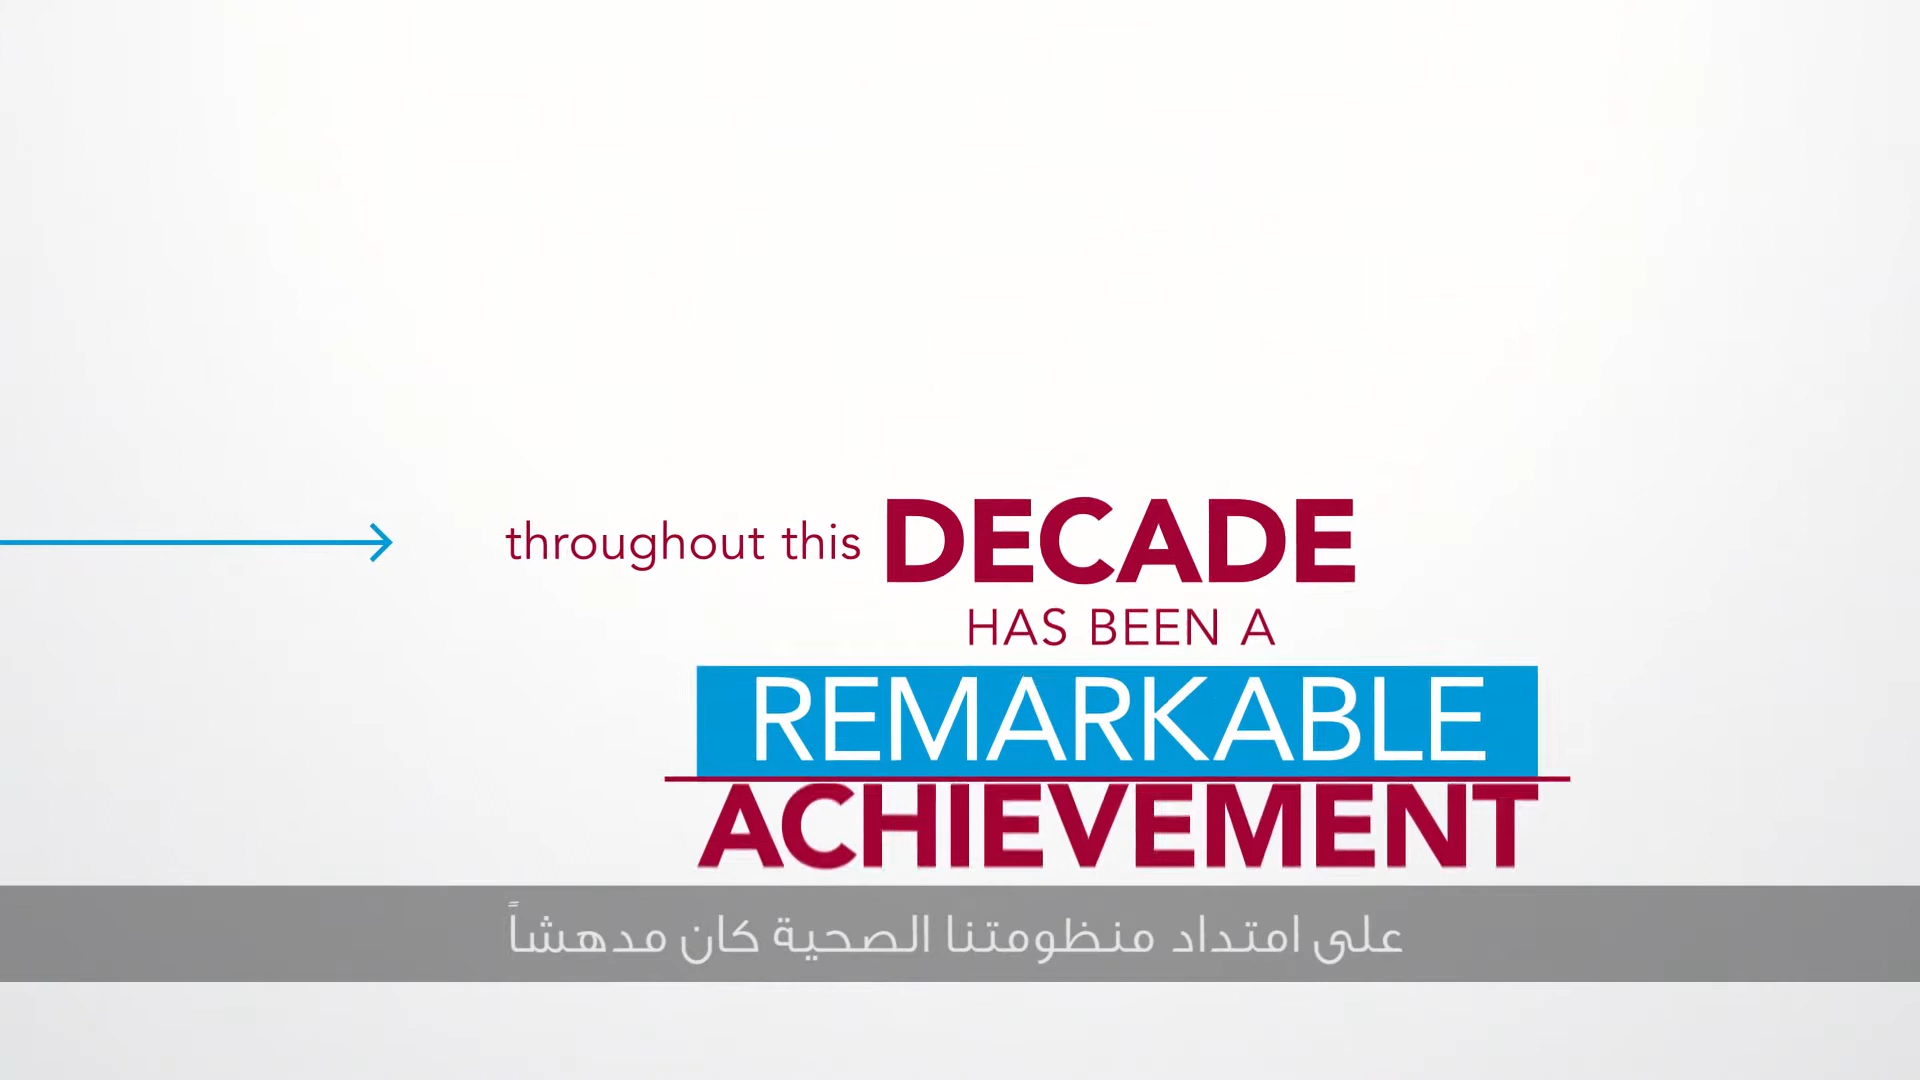 throughout this DECADE
HAS BEEN A
REMARKABLE
ACHIEVEMENT
على امتداد منظومتنا الصحية كان مدهشاً